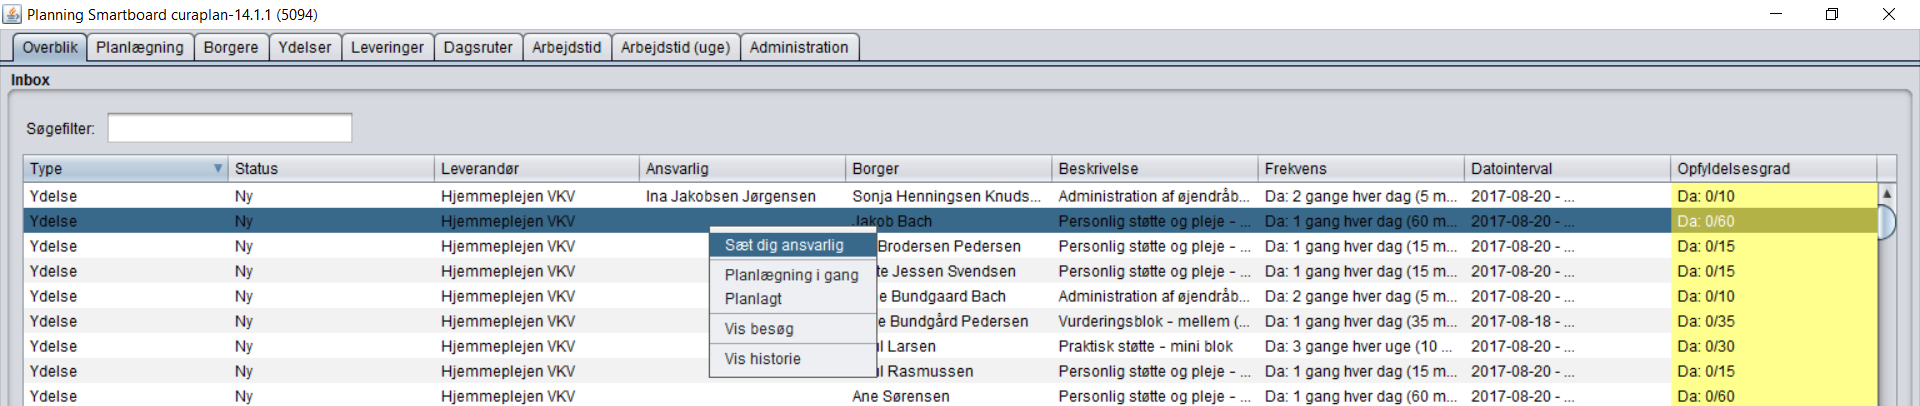 Planning Smartboard curaplan-14.1.1 (5094)
Overblik Planlægning Borgere Ydelser Leveringer Dagsruter Arbejdstid Arbejdstid (uge) Administration
Inbox
Søgefilter:
Type Status Leverandør Ansvarlig Borger Beskrivelse Frekvens Datointerval Opfyldelsesgrad
Ydelse Ny Hjemmeplejen VKV Ina Jakobsen Jørgensen Sonja Henningsen Knuds... Administration af øjendråb... Da: 2 gange hver dag (5 m... 2017-08-20 - ... Da: 0/10
Ydelse Ny Hjemmeplejen VKV Jakob Bach Personlig støtte og pleje - ... Da: 1 gang hver dag (60 m... 2017-08-20 - ... Da: 0/60
Ydelse Ny Hjemmeplejen VKV Sæt dig ansvarlig Brodersen Pedersen Personlig støtte og pleje - ... Da: 1 gang hver dag (15 m... 2017-08-20 - ... Da: 0/15
Ydelse Ny Hjemmeplejen VKV Planlægning i gang te Jessen Svendsen Personlig støtte og pleje - ... Da: 1 gang hver dag (15 m... 2017-08-20 - ... Da: 0/15
Ydelse Ny Hjemmeplejen VKV Planlagt e Bundgaard Bach Administration af øjendråb... Da: 2 gange hver dag (5 m... 2017-08-20 - ... Da: 0/10
Ydelse Ny Hjemmeplejen VKV Vis besøg e Bundgård Pedersen Vurderingsblok - mellem (... Da: 1 gang hver dag (35 m... 2017-08-18 - ... Da: 0/35
Ydelse Ny Hjemmeplejen VKV Vis historie l Larsen Praktisk støtte - mini blok Da: 3 gange hver uge (10 ... 2017-08-20 - ... Da: 0/30
Ydelse Ny Hjemmeplejen VKV l Rasmussen Personlig støtte og pleje - ... Da: 1 gang hver dag (15 m... 2017-08-20 - ... Da: 0/15
Ydelse Ny Hjemmeplejen VKV Ane Sørensen Personlig støtte og pleje - ... Da: 1 gang hver dag (60 m... 2017-08-20 - ... Da: 0/60